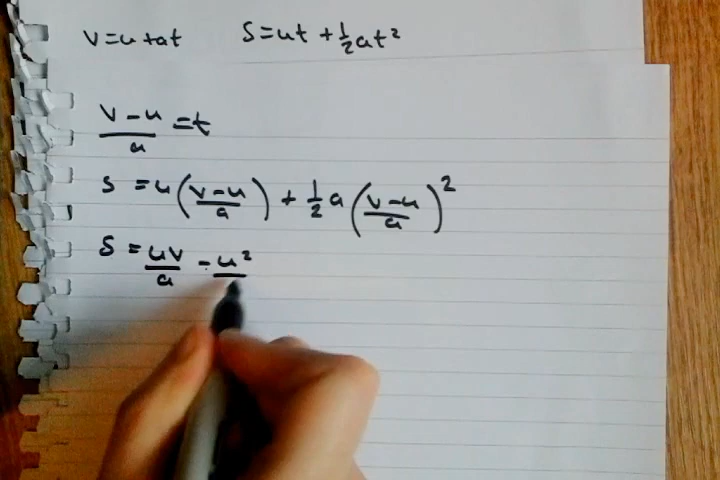 v=u+at S=ut+½at²
v-u/a=t
s=u(v-u/a)+½a(v-u/a)²
S=uv/a-u²/